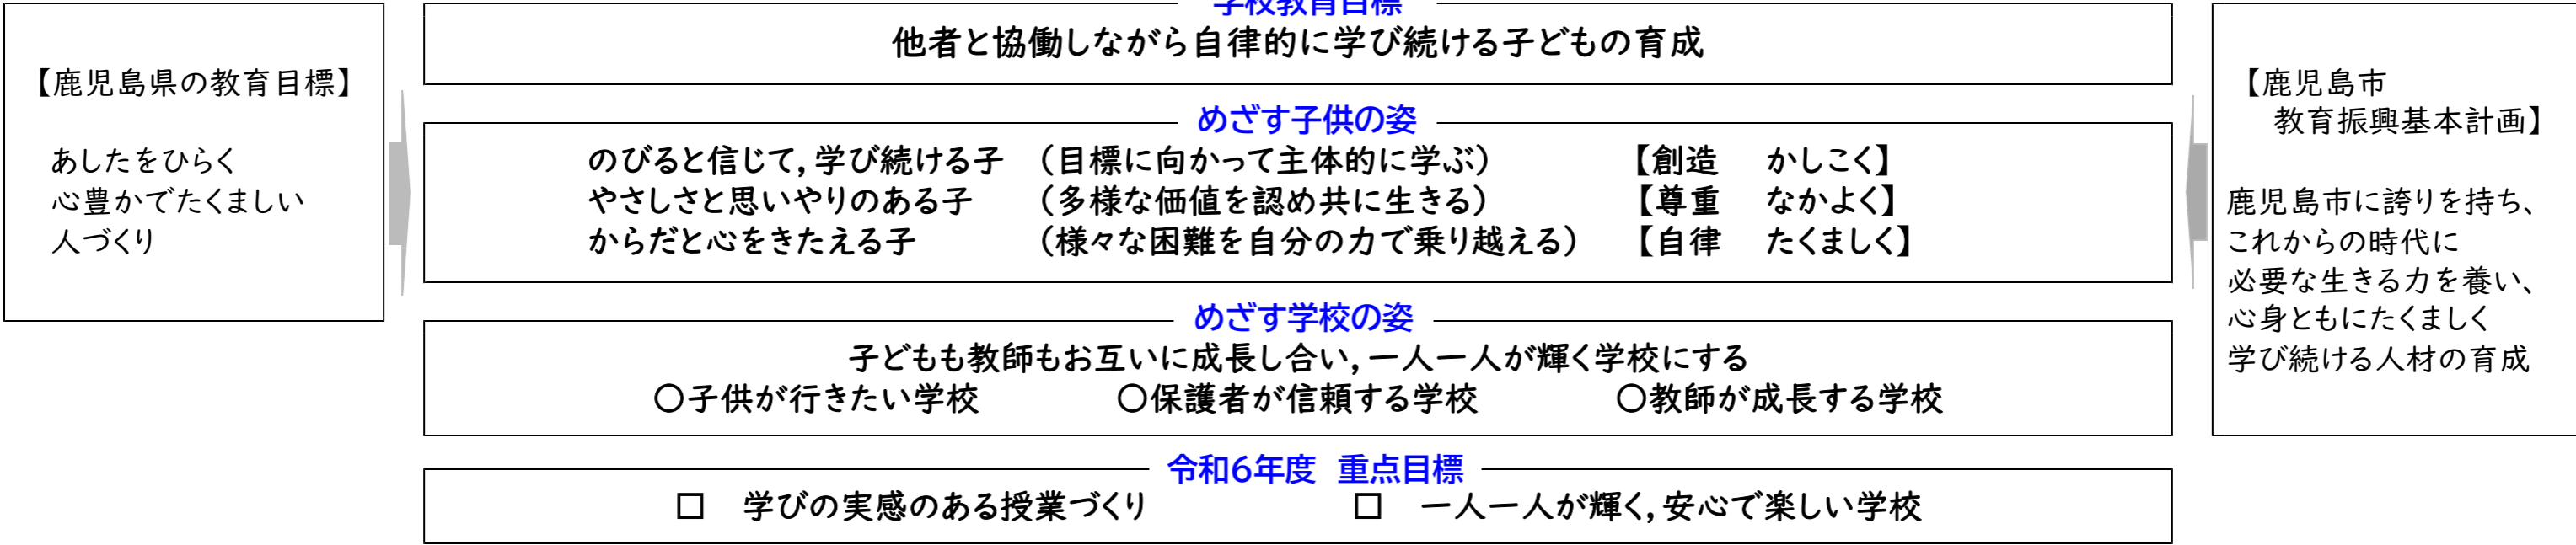 【鹿児島県の教育目標】
あしたをひらく
心豊かでたくましい
人づくり
学校教育目標
他者と協働しながら自律的に学び続ける子どもの育成
めざす子供の姿
のびると信じて,学び続ける子 （目標に向かって主体的に学ぶ） 【創造 かしこく】
やさしさと思いやりのある子 （多様な価値を認め共に生きる） 【尊重 なかよく】
からだと心をきたえる子 （様々な困難を自分の力で乗り越える） 【自律 たくましく】
めざす学校の姿
子どもも教師もお互いに成長し合い,一人一人が輝く学校にする
〇子供が行きたい学校 〇保護者が信頼する学校 〇教師が成長する学校
令和６年度 重点目標
□ 学びの実感のある授業づくり □ 一人一人が輝く,安心で楽しい学校
【鹿児島市
教育振興基本計画】
鹿児島市に誇りを持ち、
これからの時代に
必要な生きる力を養い、
心身ともにたくましく
学び続ける人材の育成